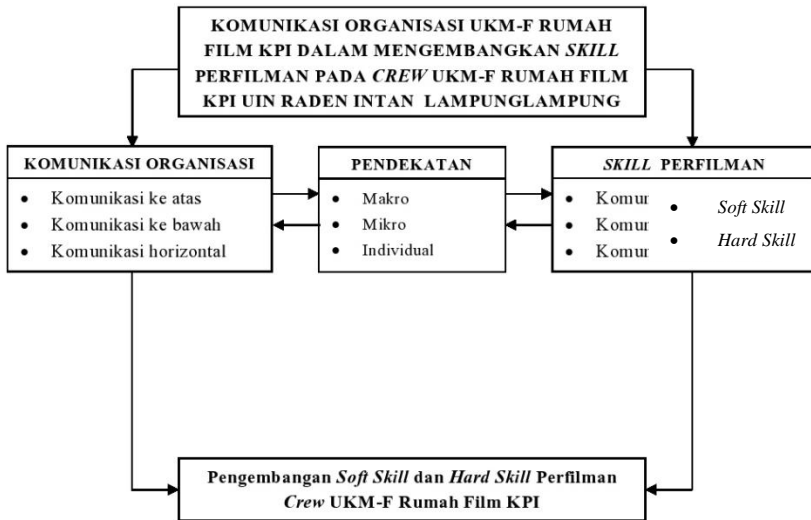 KOMUNIKASI ORGANISASI UKM-F RUMAH
FILM KPI DALAM MENGEMBANGKAN SKILL
PERFILMAN PADA CREW UKM-F RUMAH FILM
KPI UIN RADEN INTAN LAMPUNGLAMPUNG
KOMUNIKASI ORGANISASI
• Komunikasi ke atas
• Komunikasi ke bawah
• Komunikasi horizontal
PENDEKATAN
• Makro
• Mikro
• Individual
SKILL PERFILMAN
• Komur
• Komur
• Komur
• Soft Skill
• Hard Skill
Pengembangan Soft Skill dan Hard Skill Perfilman
Crew UKM-F Rumah Film KPI